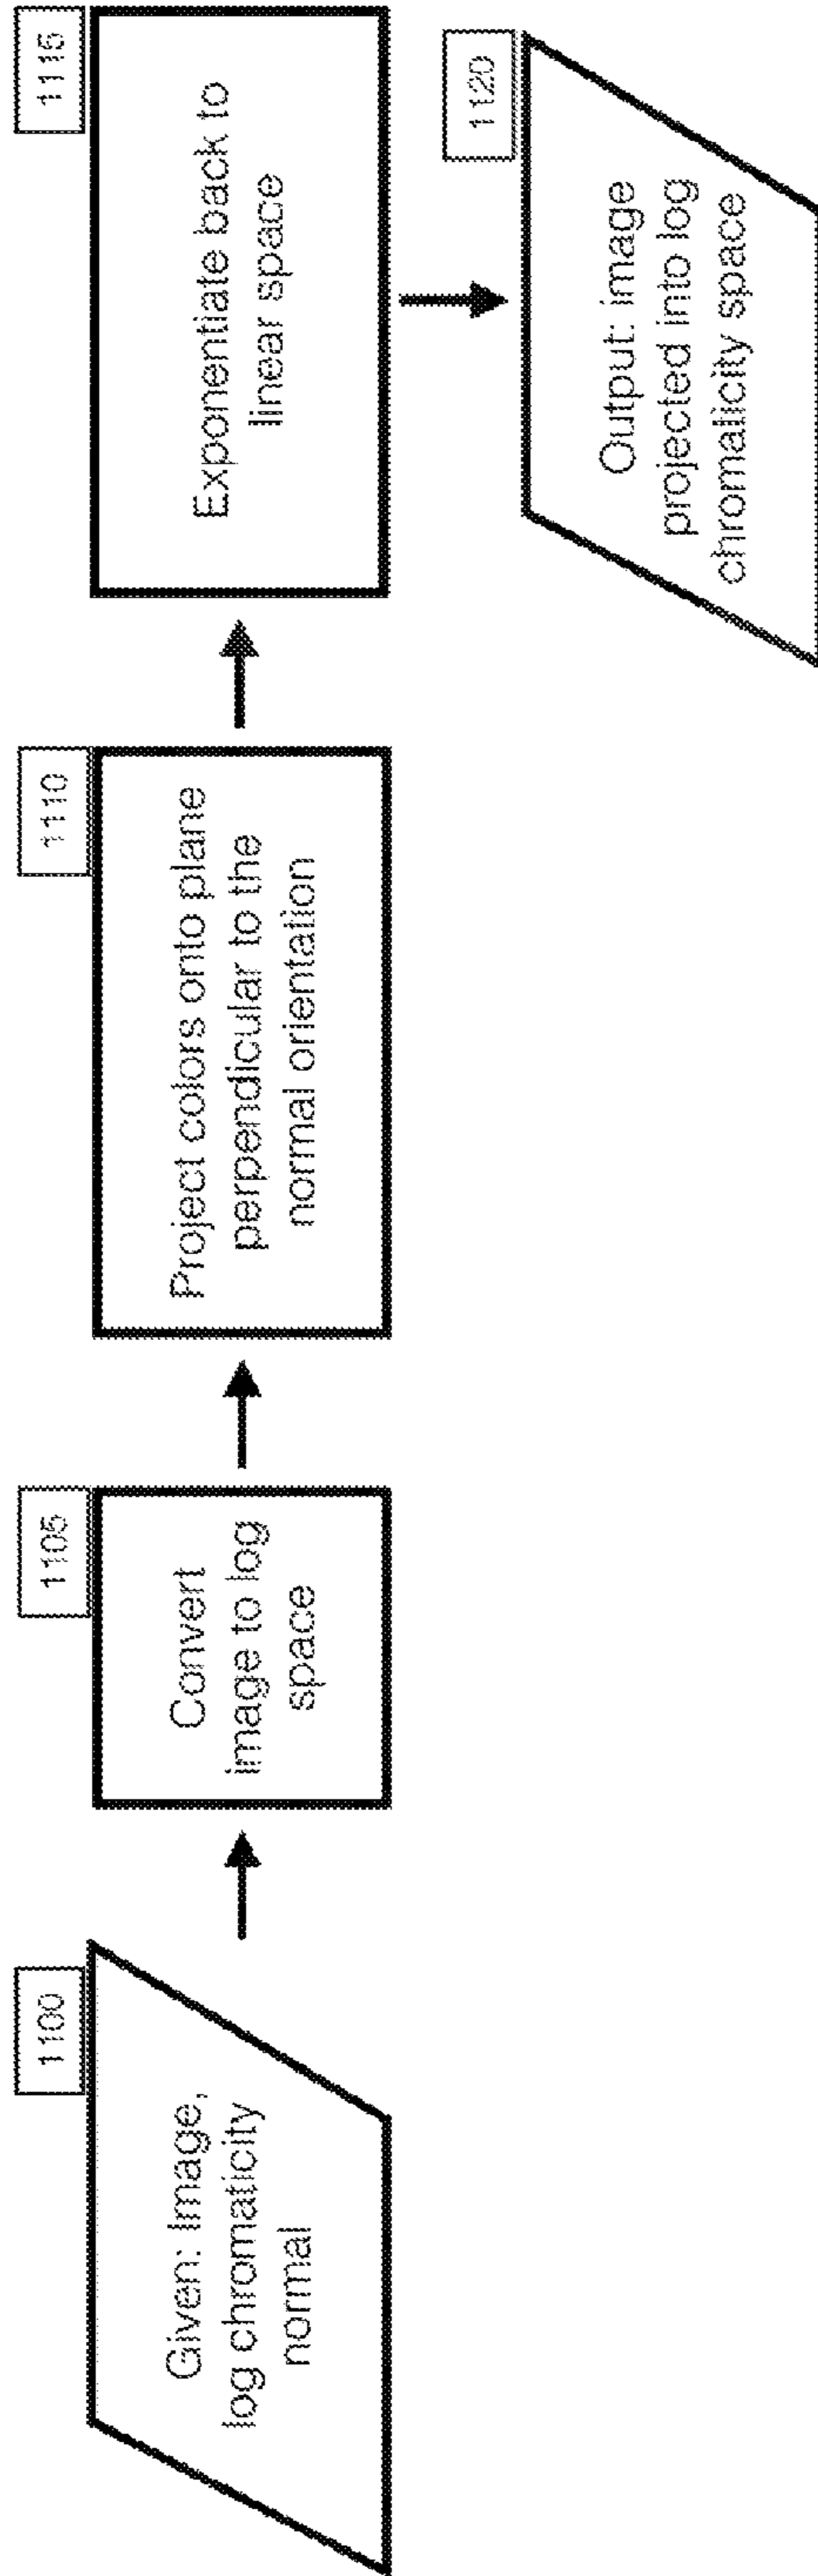 1100
Given: Image,
log chromaticity
normal
1105
Convert
image to log
space
1110
Project colors onto plane
perpendicular to the
normal orientation
1115
Exponentiate back to
linear space
1120
Output: image
projected into log
chromaticity space